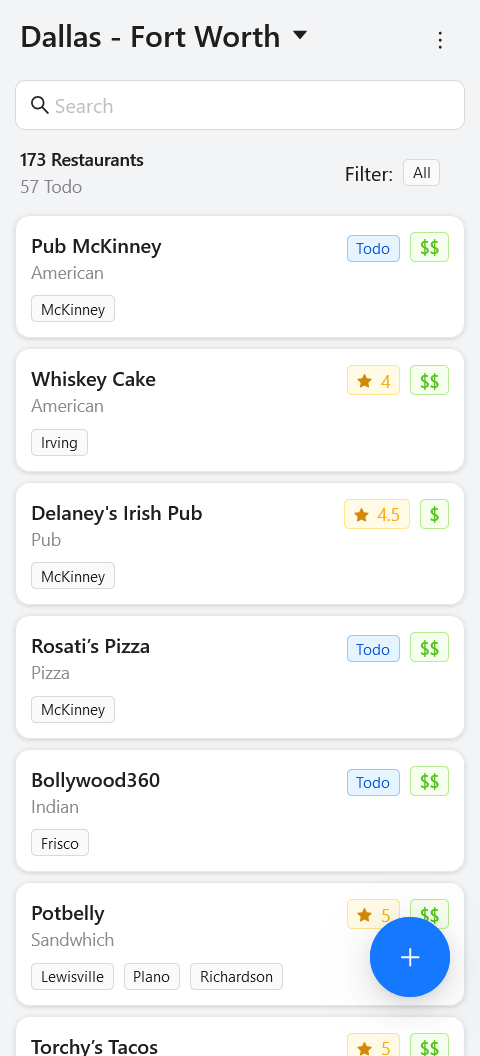 Dallas - Fort Worth
Search
173 Restaurants
57 Todo
Filter: All
Pub McKinney Todo $$
American
McKinney
Whiskey Cake 4 $$
American
Irving
Delaney's Irish Pub 4.5 $
Pub
McKinney
Rosati’s Pizza Todo $$
Pizza
McKinney
Bollywood360 Todo $$
Indian
Frisco
Potbelly 5 $$
Sandwhich
Lewisville Plano Richardson
Torchy’s Tacos 5 $$